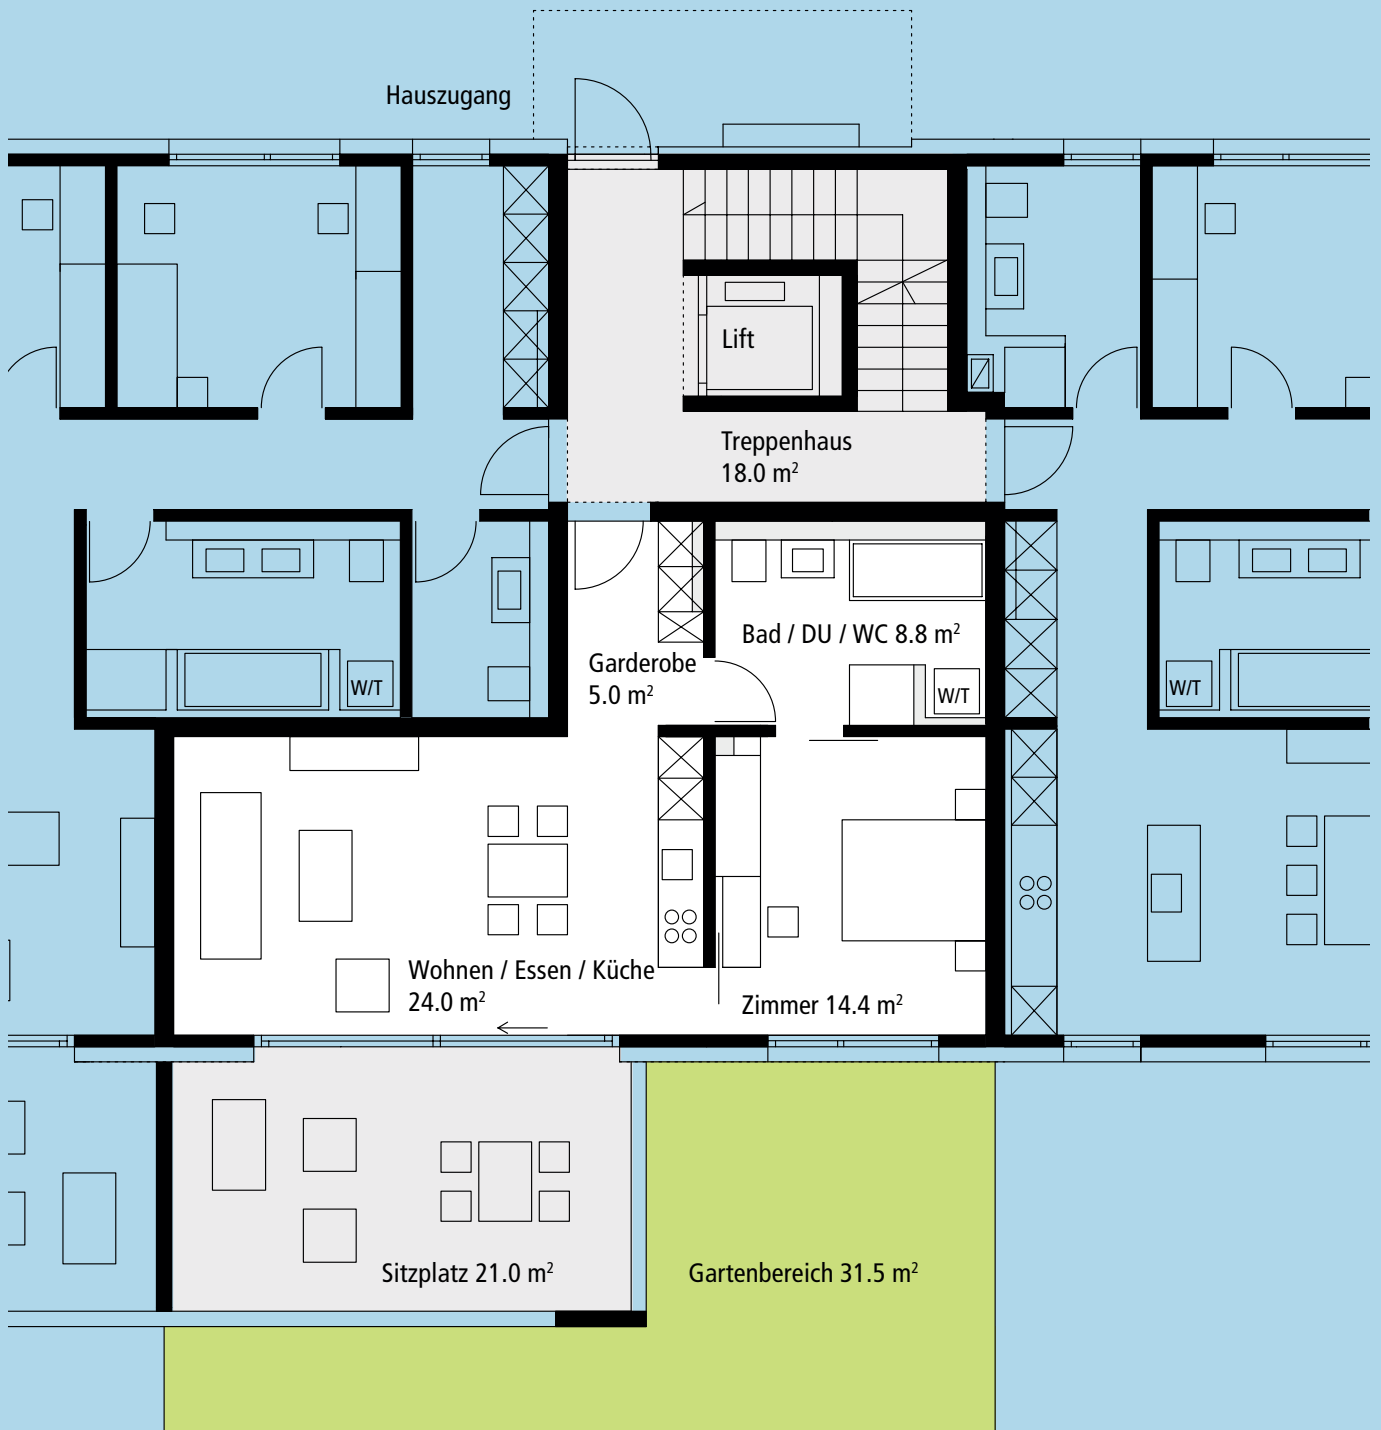 Hauszugang
Lift
Treppenhaus
18.0 m²
Bad / DU / WC 8.8 m²
Garderobe
5.0 m²
W/T
W/T
W/T
Wohnen / Essen / Küche
24.0 m²
Zimmer 14.4 m²
Sitzplatz 21.0 m²
Gartenbereich 31.5 m²